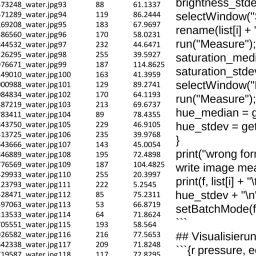 73248_water.jpg93 88 61.1337
71289_water.jpg94 119 86.2444
69208_water.jpg95 183 67.9697
86560_water.jpg96 170 58.0231
44532_water.jpg97 232 44.6471
26295_water.jpg98 255 39.5927
76671_water.jpg99 187 114.8625
49010_water.jpg100 163 41.3959
00988_water.jpg101 129 89.2741
84834_water.jpg102 170 64.1193
87219_water.jpg103 213 69.6737
83411_water.jpg104 89 78.4355
43750_water.jpg105 229 46.9105
13725_water.jpg106 235 39.9768
43666_water.jpg107 143 45.0054
46889_water.jpg108 195 72.4898
76569_water.jpg109 187 104.4825
29933_water.jpg110 255 20.3997
23793_water.jpg111 222 5.2545
28471_water.jpg112 85 75.2311
97063_water.jpg113 53 66.8719
13533_water.jpg114 64 71.8624
05551_water.jpg115 193 58.564
26582_water.jpg116 216 77.5653
42338_water.jpg117 209 71.8248
19587_water.jpg118 117 72.8295
brightness_stde
selectWindow("S
rename(list[i] +
run("Measure");
saturation_medi
saturation_stdev
selectWindow("H
run("Measure");
hue_median = g
hue_stdev = get
}
print("wrong form
write image mea
print(f, list[i] + "\t
hue_stdev + "\n"
setBatchMode(f
```
## Visualisierun
```{r pressure, ec